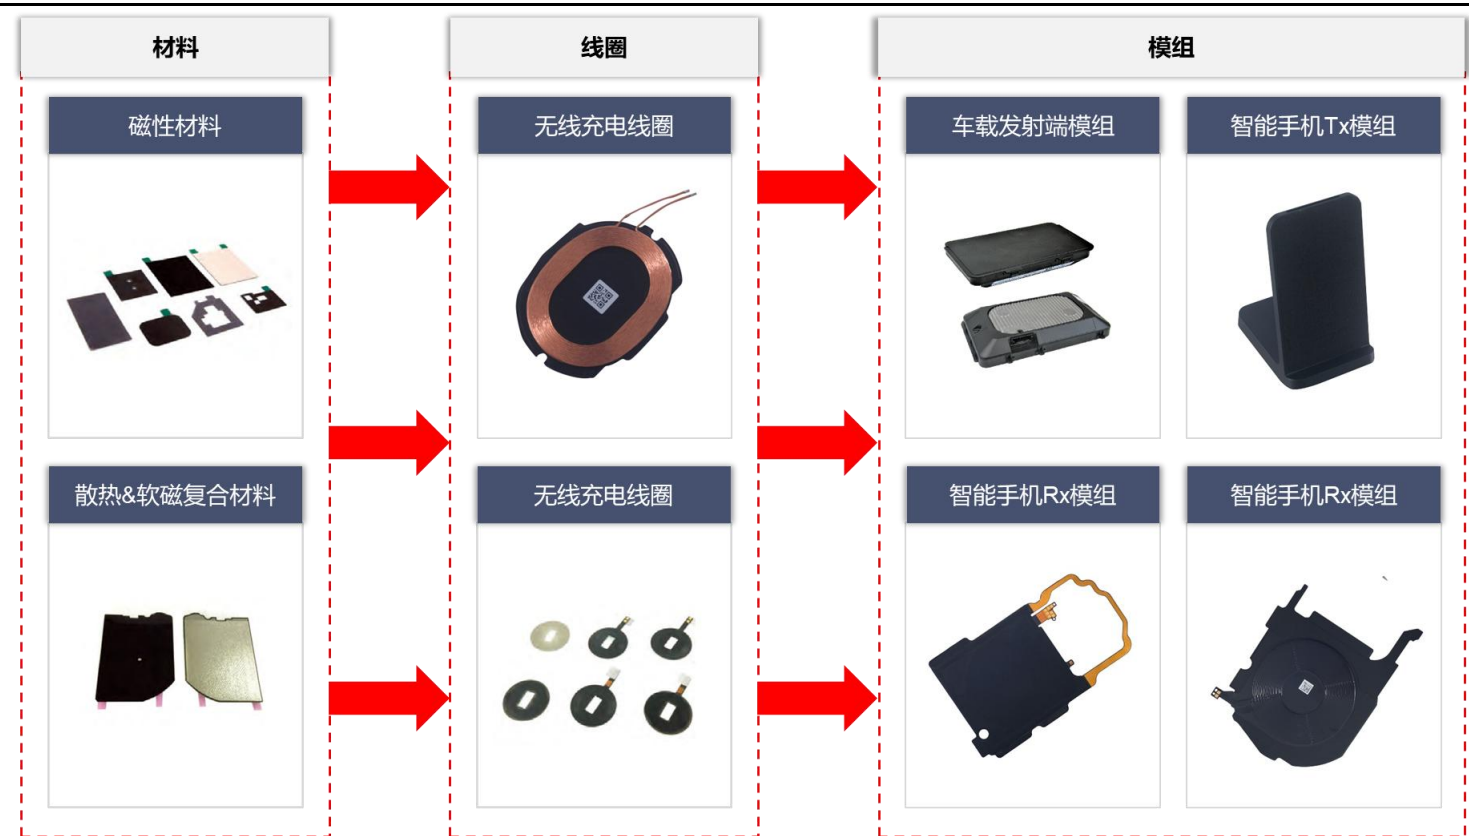 材料
线圈
模组
磁性材料
无线充电线圈
车载发射端模组
智能手机Tx模组
散热&软磁复合材料
无线充电线圈
智能手机Rx模组
智能手机Rx模组